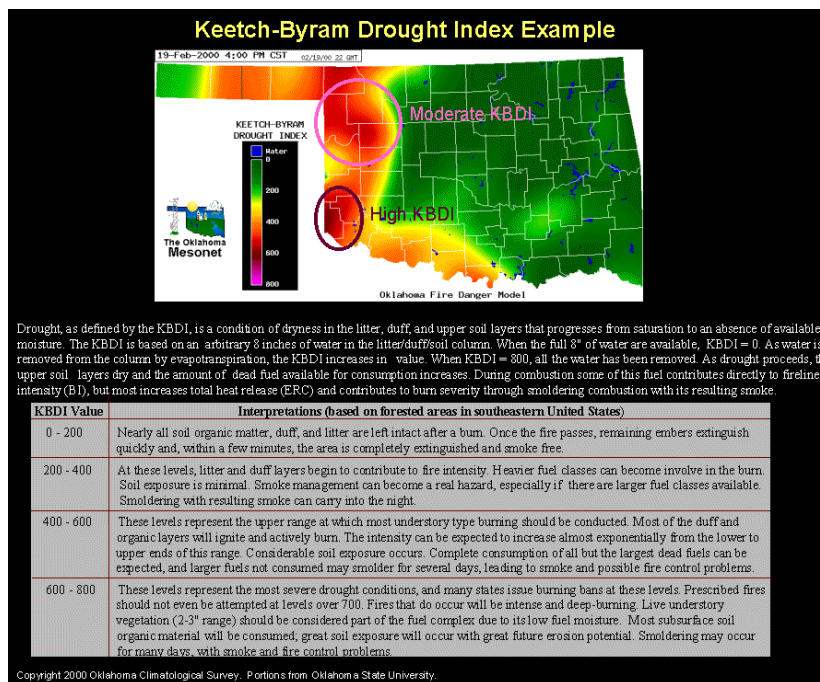 Keetch-Byram Drought Index Example
19-Feb-2000 4:00 PM CST 02/19/00 22 GMT
Moderate KBDI
KEETCH-BYRAM
DROUGHT INDEX
Water
0
200
400
600
800
High KBDI
The Oklahoma
Mesonet
Oklahoma Fire Danger Model
Drought, as defined by the KBDI, is a condition of dryness in the litter, duff, and upper soil layers that progresses from saturation to an absence of available
moisture. The KBDI is based on an arbitrary 8 inches of water in the litter/duff/soil column. When the full 8" of water are available, KBDI = 0. As water is
removed from the column by evapotranspiration, the KBDI increases in value. When KBDI = 800, all the water has been removed. As drought proceeds,
upper soil layers dry and the amount of dead fuel available for consumption increases. During combustion some of this fuel contributes directly to fireline
intensity (BI), but most increases total heat release (ERC) and contributes to burn severity through smoldering combustion with its resulting smoke.
KBDI Value Interpretations (based on forested areas in southeastern United States)
0 - 200 Nearly all soil organic matter, duff, and litter are left intact after a burn. Once the fire passes, remaining embers extinguish
quickly and, within a few minutes, the area is completely extinguished and smoke free.
200 - 400 At these levels, litter and duff layers begin to contribute to fire intensity. Heavier fuel classes can become involve in the burn.
Soil exposure is minimal. Smoke management can become a real hazard, especially if there are larger fuel classes available.
Smoldering with resulting smoke can carry into the night.
400 - 600 These levels represent the upper range at which most understory type burning should be conducted. Most of the duff and
organic layers will ignite and actively burn. The intensity can be expected to increase almost exponentially from the lower to
upper ends of this range. Considerable soil exposure occurs. Complete consumption of all but the largest dead fuels can be
expected, and larger fuels not consumed may smolder for several days, leading to smoke and possible fire control problems.
600 - 800 These levels represent the most severe drought conditions, and many states issue burning bans at these levels. Prescribed fires
should not even be attempted at levels over 700. Fires that do occur will be intense and deep-burning. Live understory
vegetation (2-3" range) should be considered part of the fuel complex due to its low fuel moisture. Most subsurface soil
organic material will be consumed; great soil exposure will occur with great future erosion potential. Smoldering may occur
for many days, with smoke and fire control problems.
Copyright 2000 Oklahoma Climatological Survey. Portions from Oklahoma State University.